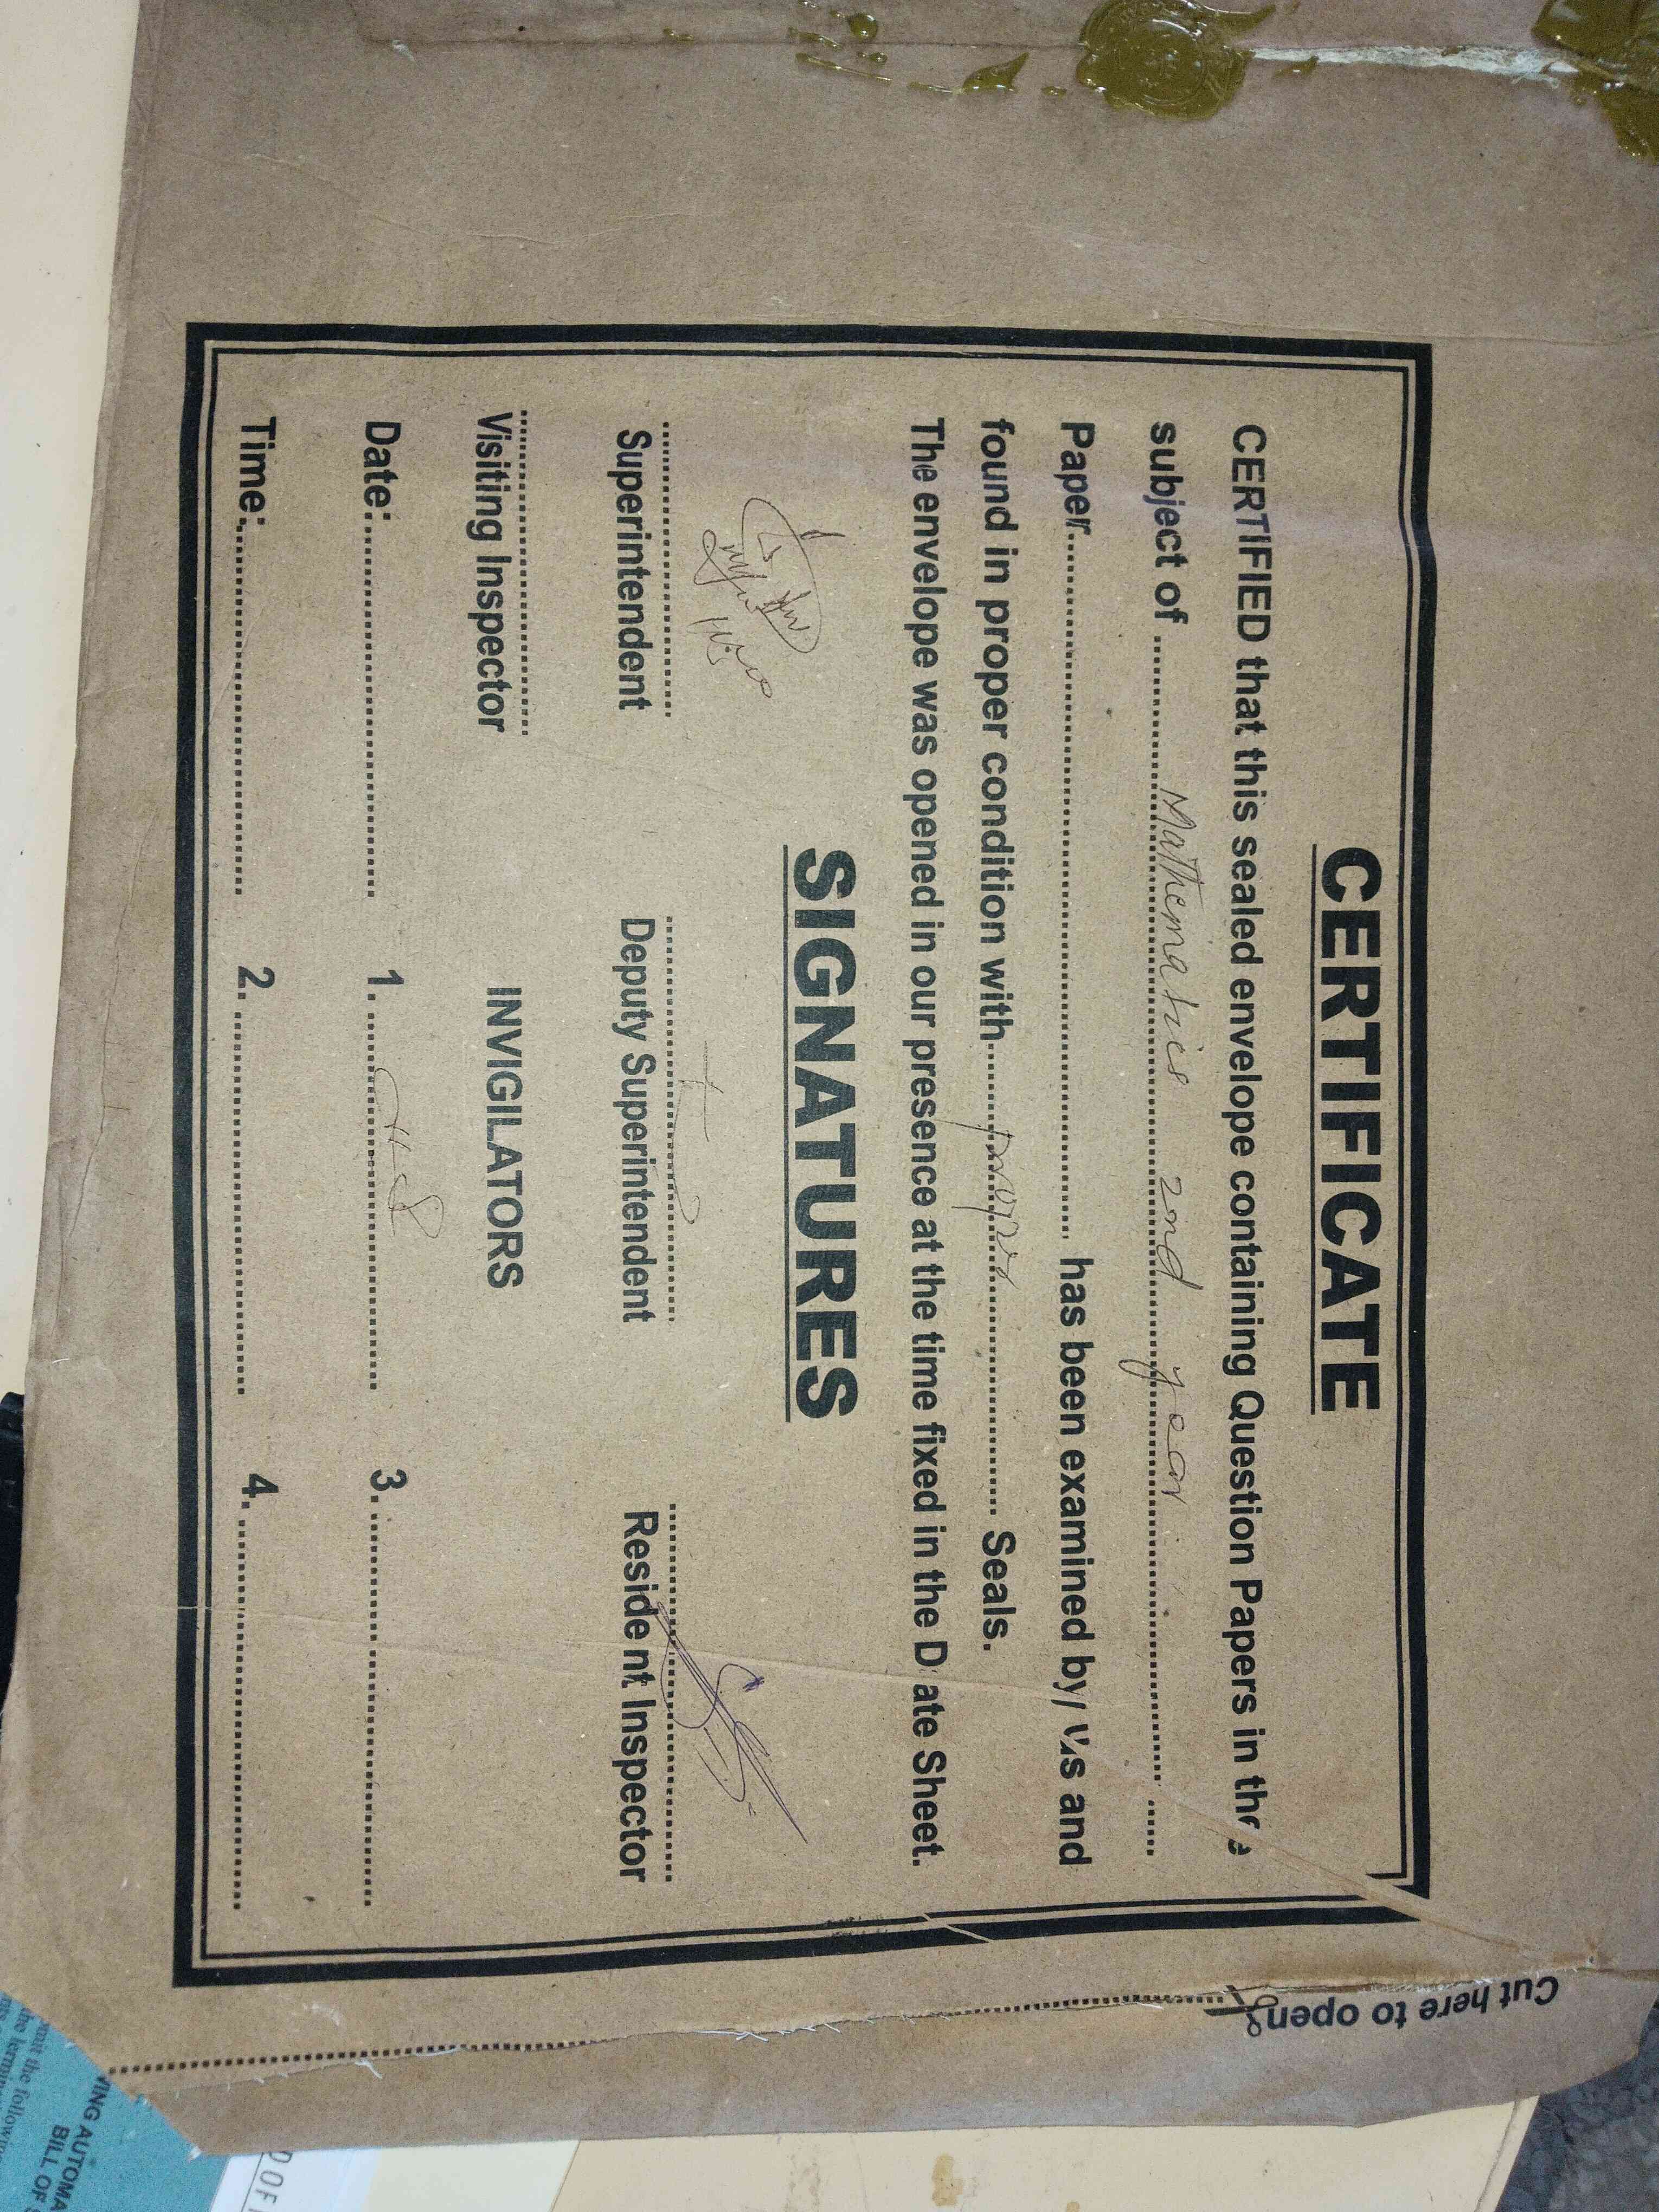 CERTIFICATE
CERTIFIED that this sealed envelope containing Question Papers in the
subject of .......... Mathematics 2nd year ..........
Paper.......... has been examined by Us and
found in proper condition with.......... proper .......... Seals.
The envelope was opened in our presence at the time fixed in the Date Sheet.
SIGNATURES
Superintendent Deputy Superintendent Resident Inspector
Visiting Inspector INVIGILATORS
Date:.......... 1. .......... 3. ..........
Time:.......... 2. .......... 4. ..........
Cut here to open
BILL OF